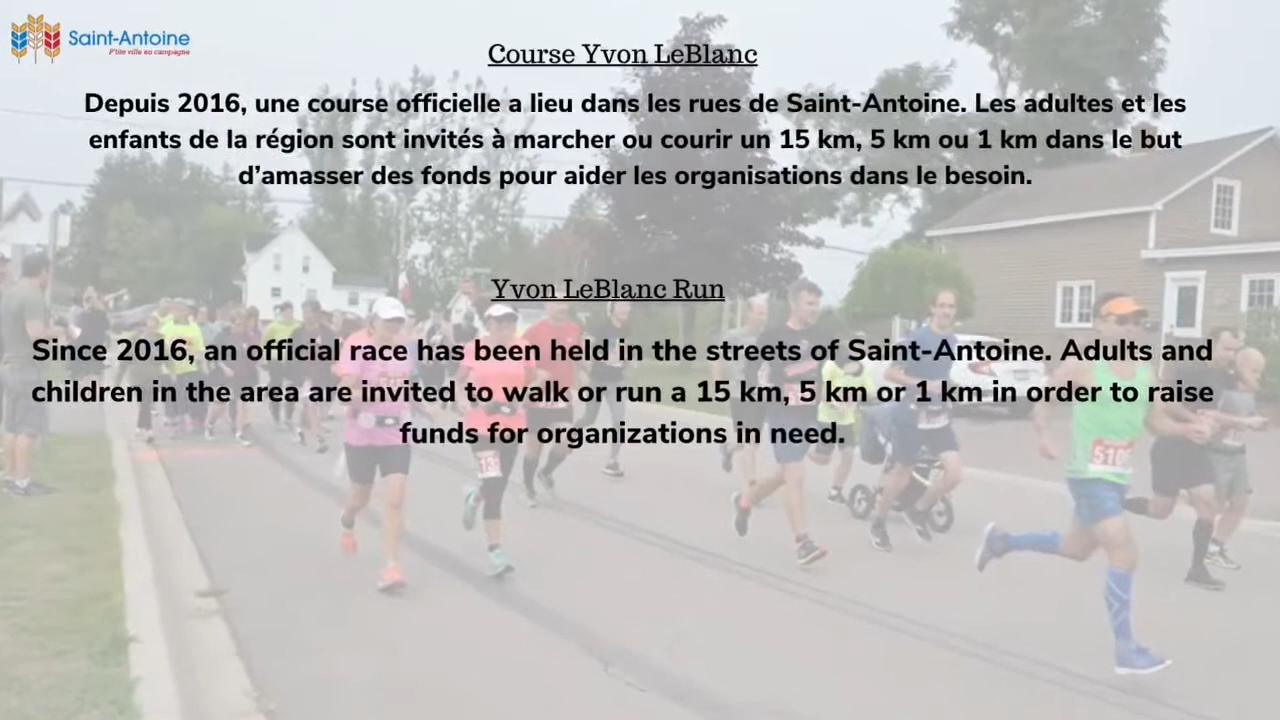 Saint-Antoine
P'tite ville en campagne
Course Yvon LeBlanc
Depuis 2016, une course officielle a lieu dans les rues de Saint-Antoine. Les adultes et les
enfants de la région sont invités à marcher ou courir un 15 km, 5 km ou 1 km dans le but
d'amasser des fonds pour aider les organisations dans le besoin.
Yvon LeBlanc Run
Since 2016, an official race has been held in the streets of Saint-Antoine. Adults and
children in the area are invited to walk or run a 15 km, 5 km or 1 km in order to raise
funds for organizations in need.